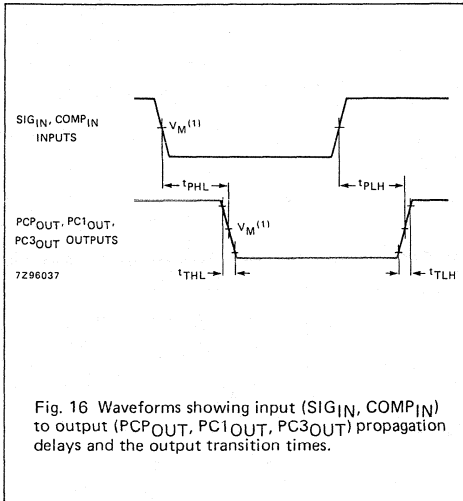 SIGIN, COMPIN
INPUTS
VM(1)
tPHL
tPLH
PCPOUT, PC1OUT,
PC3OUT OUTPUTS
VM(1)
7Z96037
tTHL
tTLH
Fig. 16 Waveforms showing input (SIGIN, COMPIN)
to output (PCPOUT, PC1OUT, PC3OUT) propagation
delays and the output transition times.